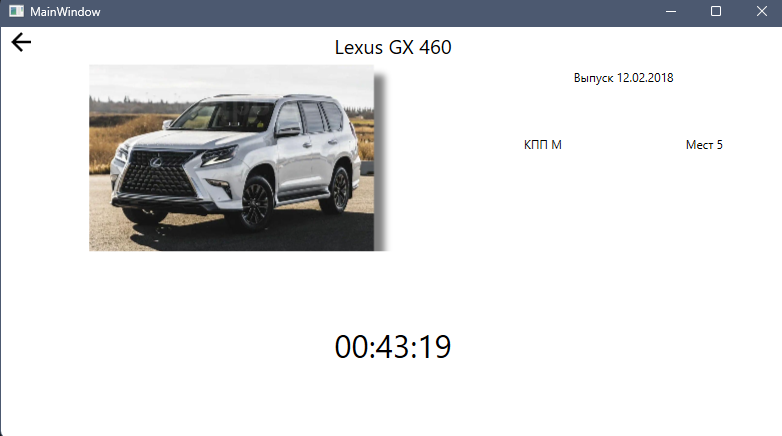 MainWindow
Lexus GX 460
Выпуск 12.02.2018
КПП М Мест 5
00:43:19